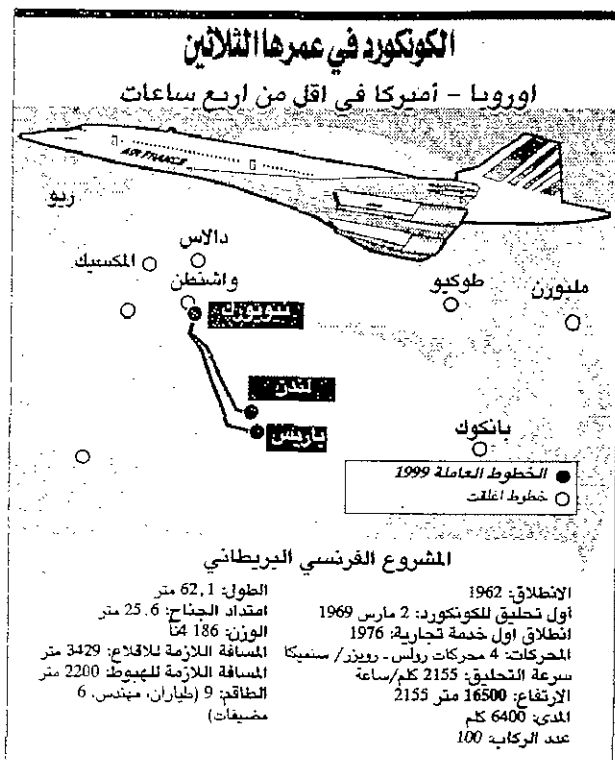 الكونكورد في عمرها الثلاثين
اوروبا - أميركا في اقل من اربع ساعات
AIR FRANCE
ريو
دالاس
المكسيك
واشنطن
نيويورك
طوكيو
ملبورن
لندن
باريس
بانكوك
الخطوط العاملة 1999
خطوط اغلقت
المشروع الفرنسي البريطاني
الانطلاق: 1962
أول تحليق للكونكورد: 2 مارس 1969
انطلاق اول خدمة تجارية: 1976
المحركات: 4 محركات رولس - رويزر/ سنميكا
سرعة التحليق: 2155 كلم/ساعة
الارتفاع: 16500 متر 2155
المدى: 6400 كلم
عدد الركاب: 100
الطول: 62,1 متر
امتداد الجناح: 25.6 متر
الوزن: 186 4تا
المسافة اللازمة للاقلاع: 3429 متر
المسافة اللازمة للهبوط: 2200 متر
الطاقم: 9 (طياران، مهندس، 6
مضيفات)